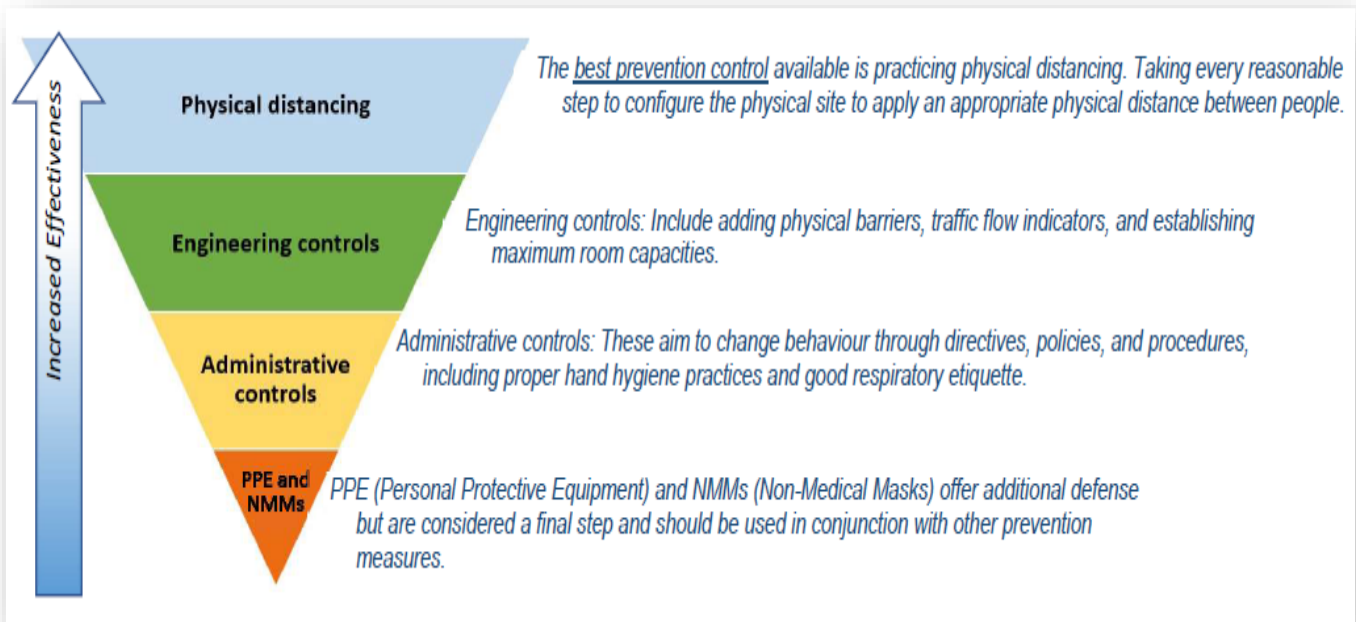 Increased Effectiveness
Physical distancing
The best prevention control available is practicing physical distancing. Taking every reasonable
step to configure the physical site to apply an appropriate physical distance between people.
Engineering controls
Engineering controls: Include adding physical barriers, traffic flow indicators, and establishing
maximum room capacities.
Administrative
controls
Administrative controls: These aim to change behaviour through directives, policies, and procedures,
including proper hand hygiene practices and good respiratory etiquette.
PPE and
NMMs
PPE (Personal Protective Equipment) and NMMs (Non-Medical Masks) offer additional defense
but are considered a final step and should be used in conjunction with other prevention
measures.